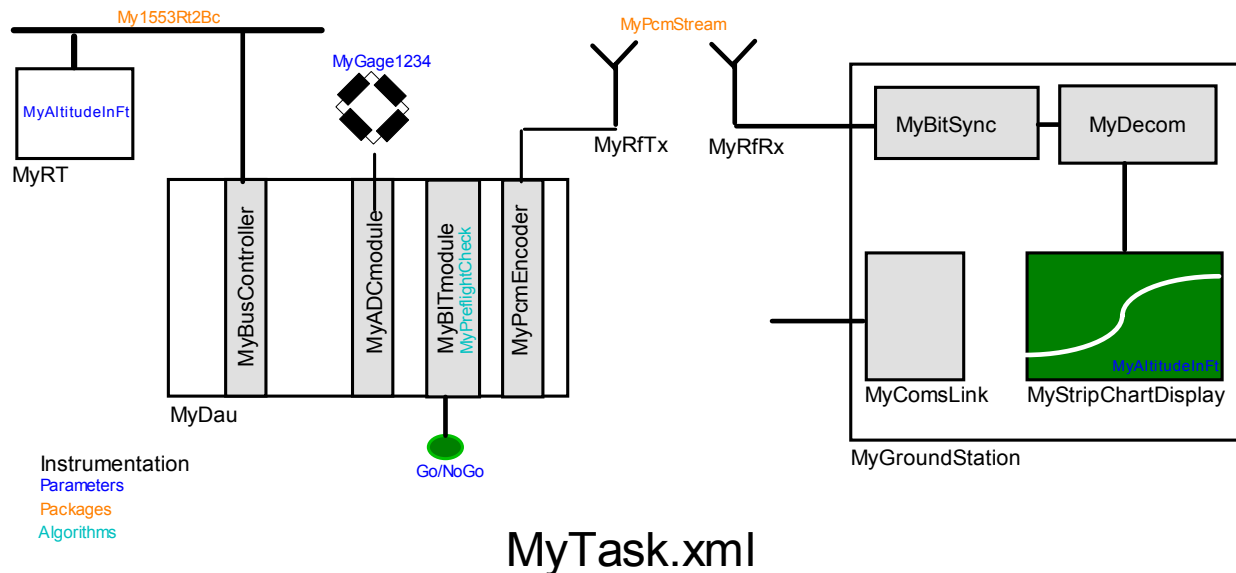 My1553Rt2Bc
MyPcmStream
MyGage1234
MyAltitudeInFt
MyRT
MyRfTx
MyRfRx
MyBitSync
MyDecom
MyBusController
MyADCmodule
MyBITmodule
MyPreflightCheck
MyPcmEncoder
MyDau
Go/NoGo
MyComsLink
MyAltitudeInFt
MyStripChartDisplay
MyGroundStation
Instrumentation
Parameters
Packages
Algorithms
MyTask.xml